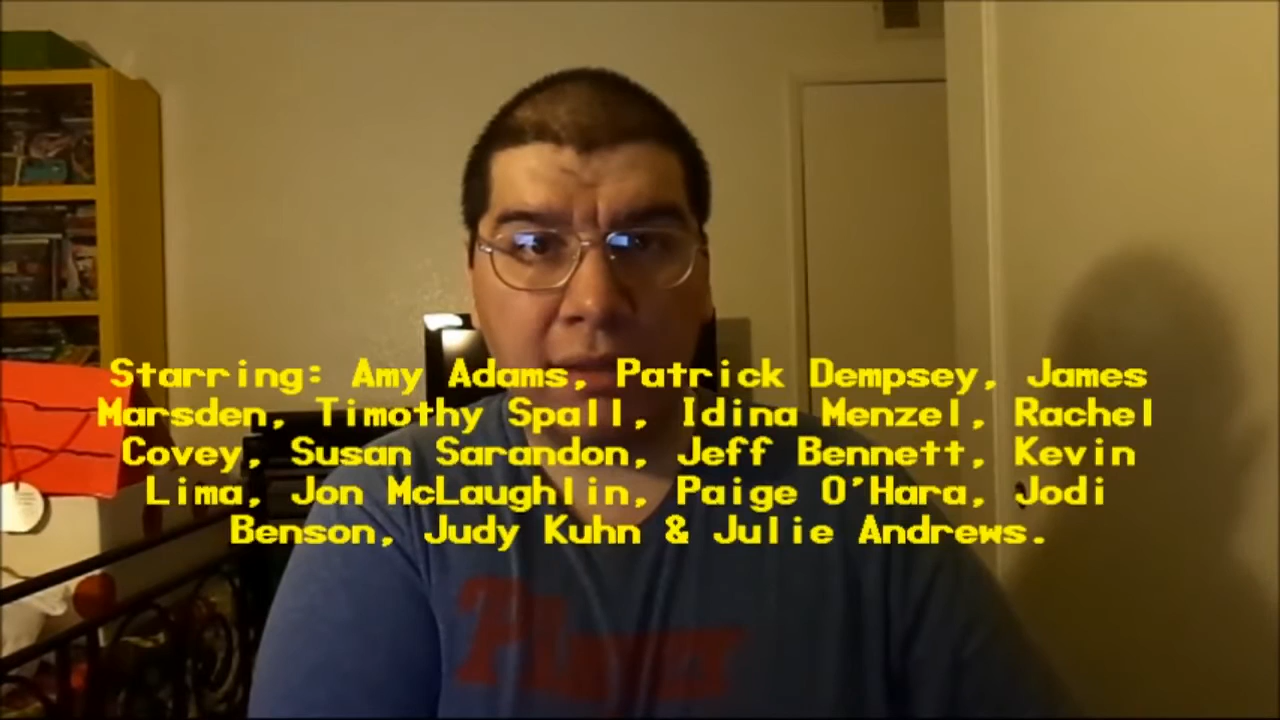 Starring: Amy Adams, Patrick Dempsey, James
Marsden, Timothy Spall, Idina Menzel, Rachel
Covey, Susan Sarandon, Jeff Bennett, Kevin
Lima, Jon McLaughlin, Paige O'Hara, Jodi
Benson, Judy Kuhn & Julie Andrews.